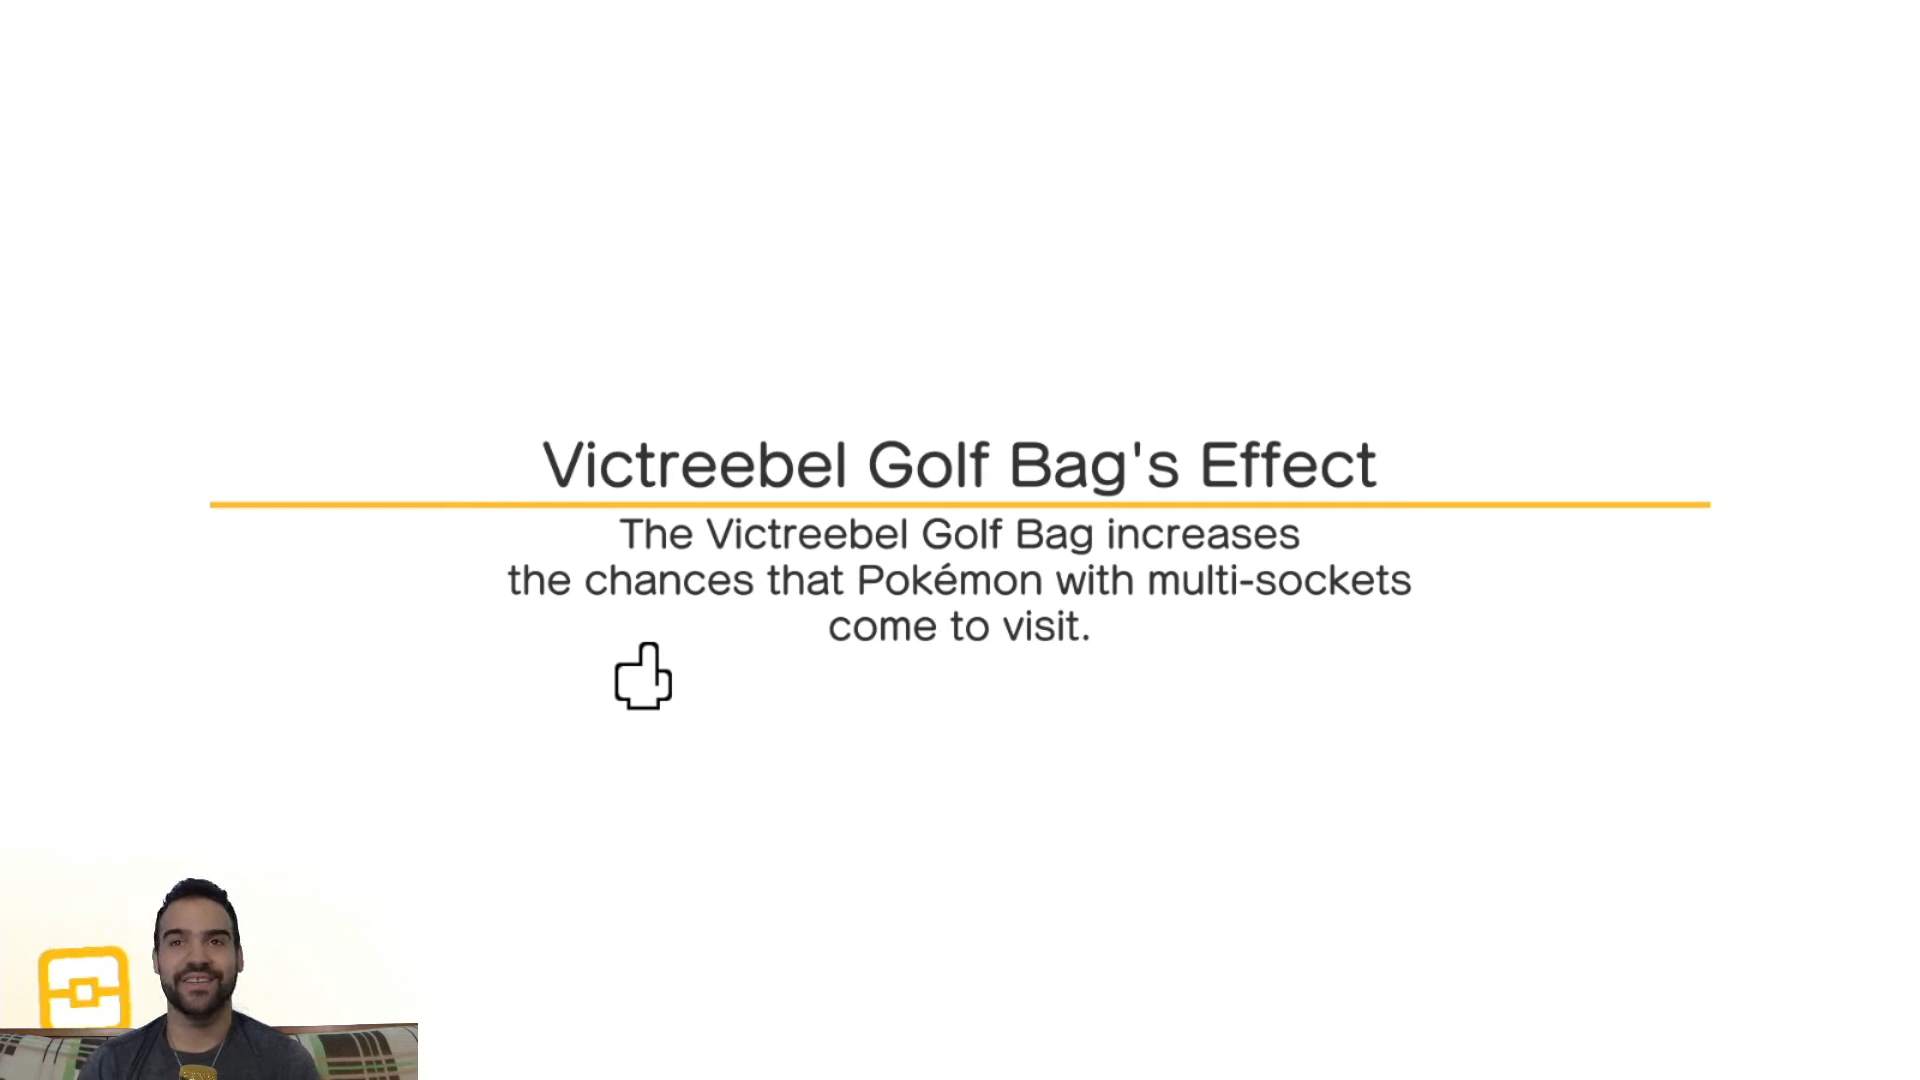 Victreebel Golf Bag's Effect
The Victreebel Golf Bag increases
the chances that Pokémon with multi-sockets
come to visit.